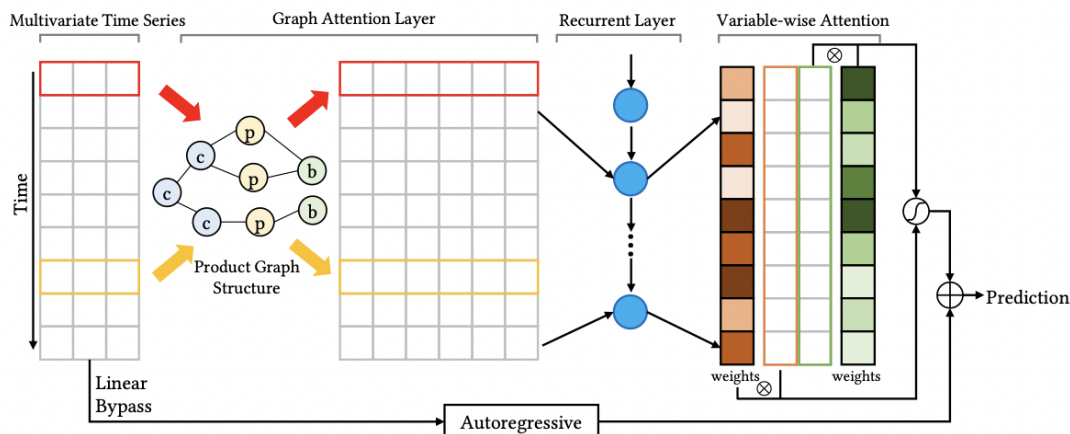 Multivariate Time Series
Graph Attention Layer
Recurrent Layer
Variable-wise Attention
Time
c
c
c
p
p
p
b
b
Product Graph
Structure
weights
weights
Prediction
Linear
Bypass
Autoregressive